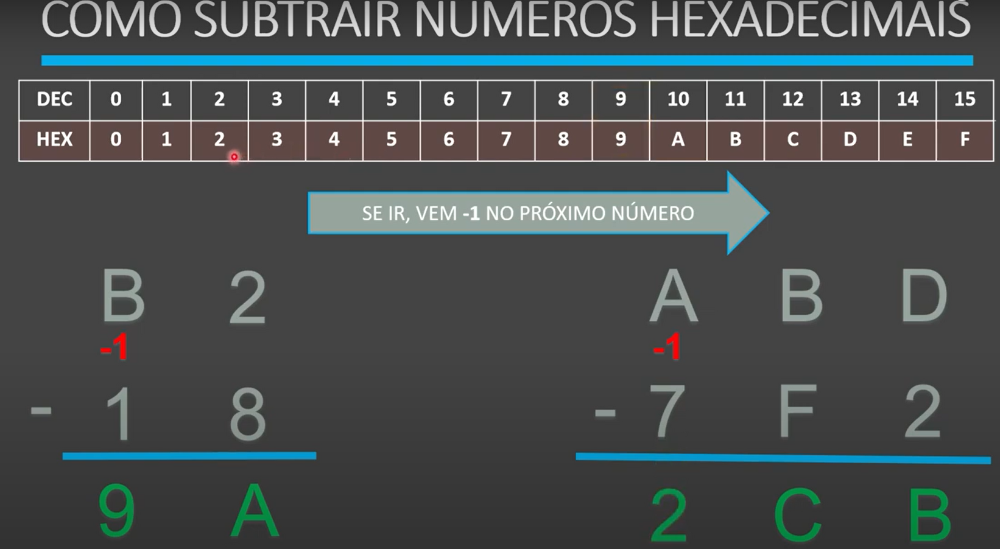 COMO SUBTRAIR NÚMEROS HEXADECIMAIS
DEC 0 1 2 3 4 5 6 7 8 9 10 11 12 13 14 15
HEX 0 1 2 3 4 5 6 7 8 9 A B C D E F
SE IR, VEM -1 NO PRÓXIMO NÚMERO
B 2
-1
- 1 8
9 A
A B D
-1
- 7 F 2
2 C B